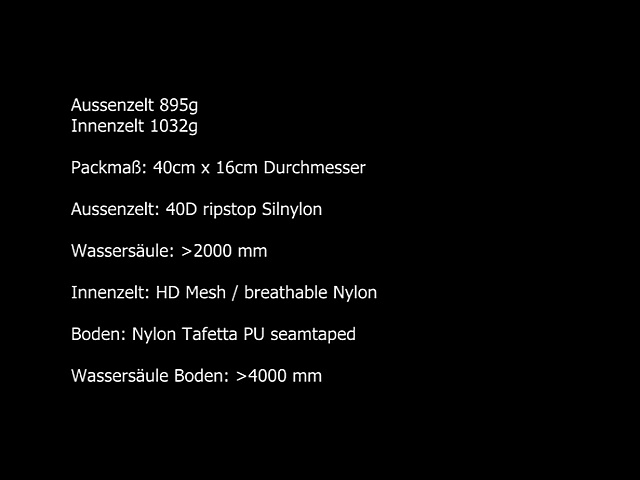 Aussenzelt 895g
Innenzelt 1032g
Packmaß: 40cm x 16cm Durchmesser
Aussenzelt: 40D ripstop Silnylon
Wassersäule: >2000 mm
Innenzelt: HD Mesh / breathable Nylon
Boden: Nylon Tafetta PU seamtaped
Wassersäule Boden: >4000 mm